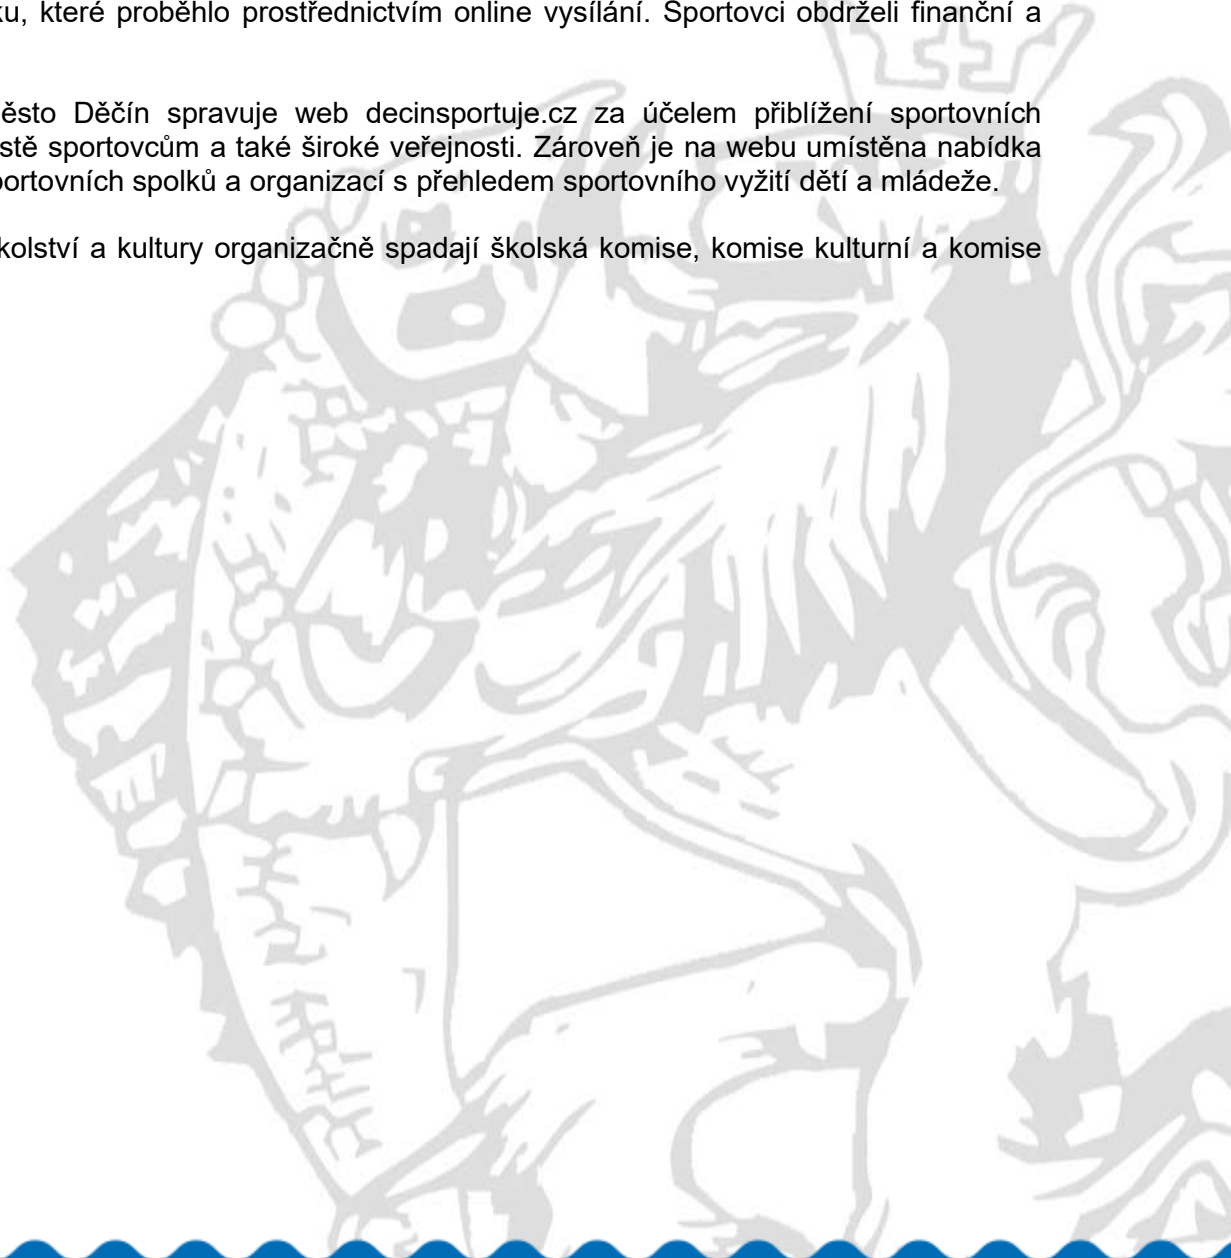 ku, které proběhlo prostřednictvím online vysílání. Sportovci obdrželi finanční a
ěsto Děčín spravuje web decinsportuje.cz za účelem přiblížení sportovních
stě sportovcům a také široké veřejnosti. Zároveň je na webu umístěna nabídka
portovních spolků a organizací s přehledem sportovního vyžití dětí a mládeže.
kolství a kultury organizačně spadají školská komise, komise kulturní a komise